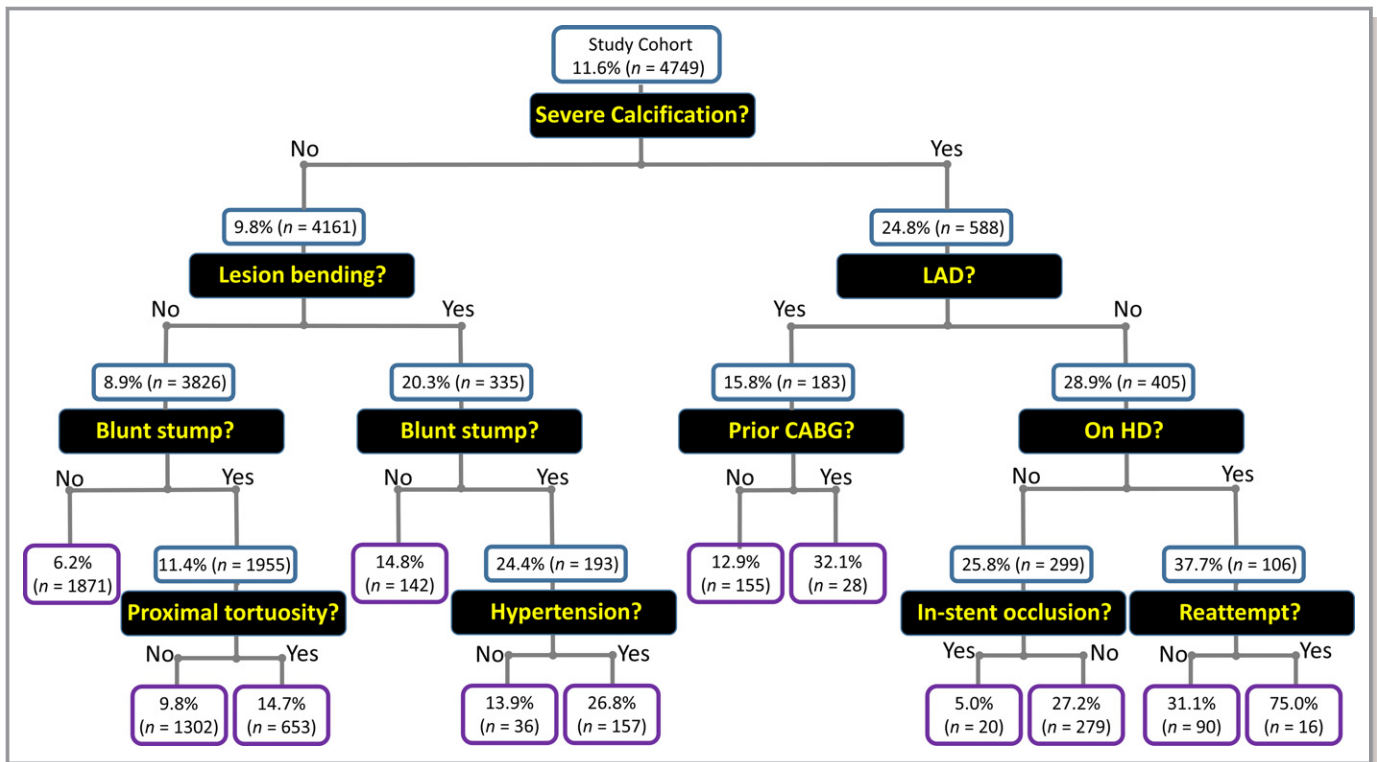 Study Cohort
11.6% (n = 4749)
Severe Calcification?
No
Yes
9.8% (n = 4161)
24.8% (n = 588)
Lesion bending?
LAD?
No
Yes
Yes
No
8.9% (n = 3826)
20.3% (n = 335)
15.8% (n = 183)
28.9% (n = 405)
Blunt stump?
Blunt stump?
Prior CABG?
On HD?
No
Yes
No
Yes
No
Yes
No
Yes
6.2%
(n = 1871)
11.4% (n = 1955)
14.8%
(n = 142)
24.4% (n = 193)
12.9%
(n = 155)
32.1%
(n = 28)
25.8% (n = 299)
37.7% (n = 106)
Proximal tortuosity?
Hypertension?
In-stent occlusion?
Reattempt?
No
Yes
No
Yes
Yes
No
No
Yes
9.8%
(n = 1302)
14.7%
(n = 653)
13.9%
(n = 36)
26.8%
(n = 157)
5.0%
(n = 20)
27.2%
(n = 279)
31.1%
(n = 90)
75.0%
(n = 16)